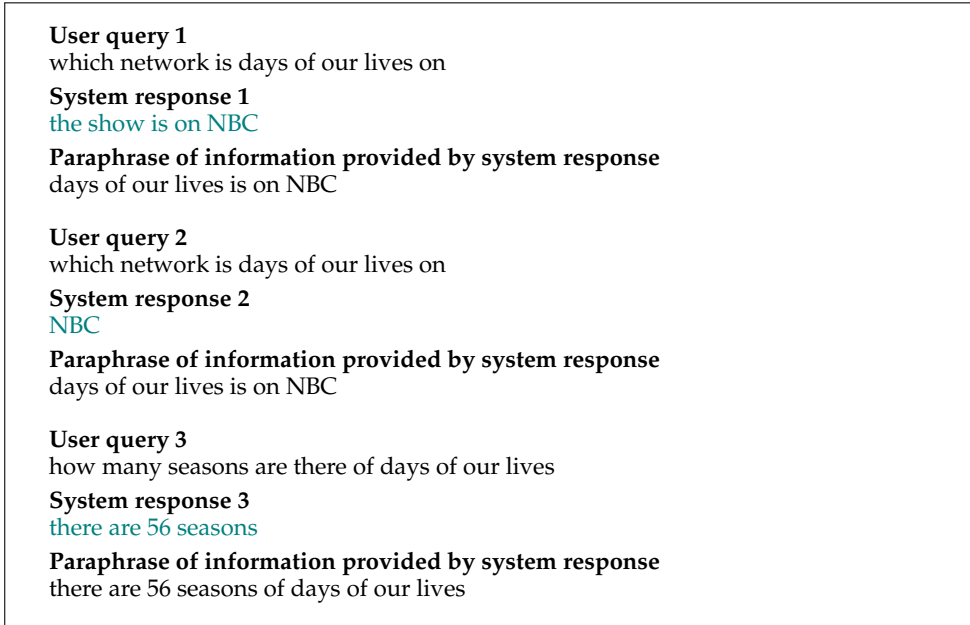 User query 1
which network is days of our lives on
System response 1
the show is on NBC
Paraphrase of information provided by system response
days of our lives is on NBC
User query 2
which network is days of our lives on
System response 2
NBC
Paraphrase of information provided by system response
days of our lives is on NBC
User query 3
how many seasons are there of days of our lives
System response 3
there are 56 seasons
Paraphrase of information provided by system response
there are 56 seasons of days of our lives